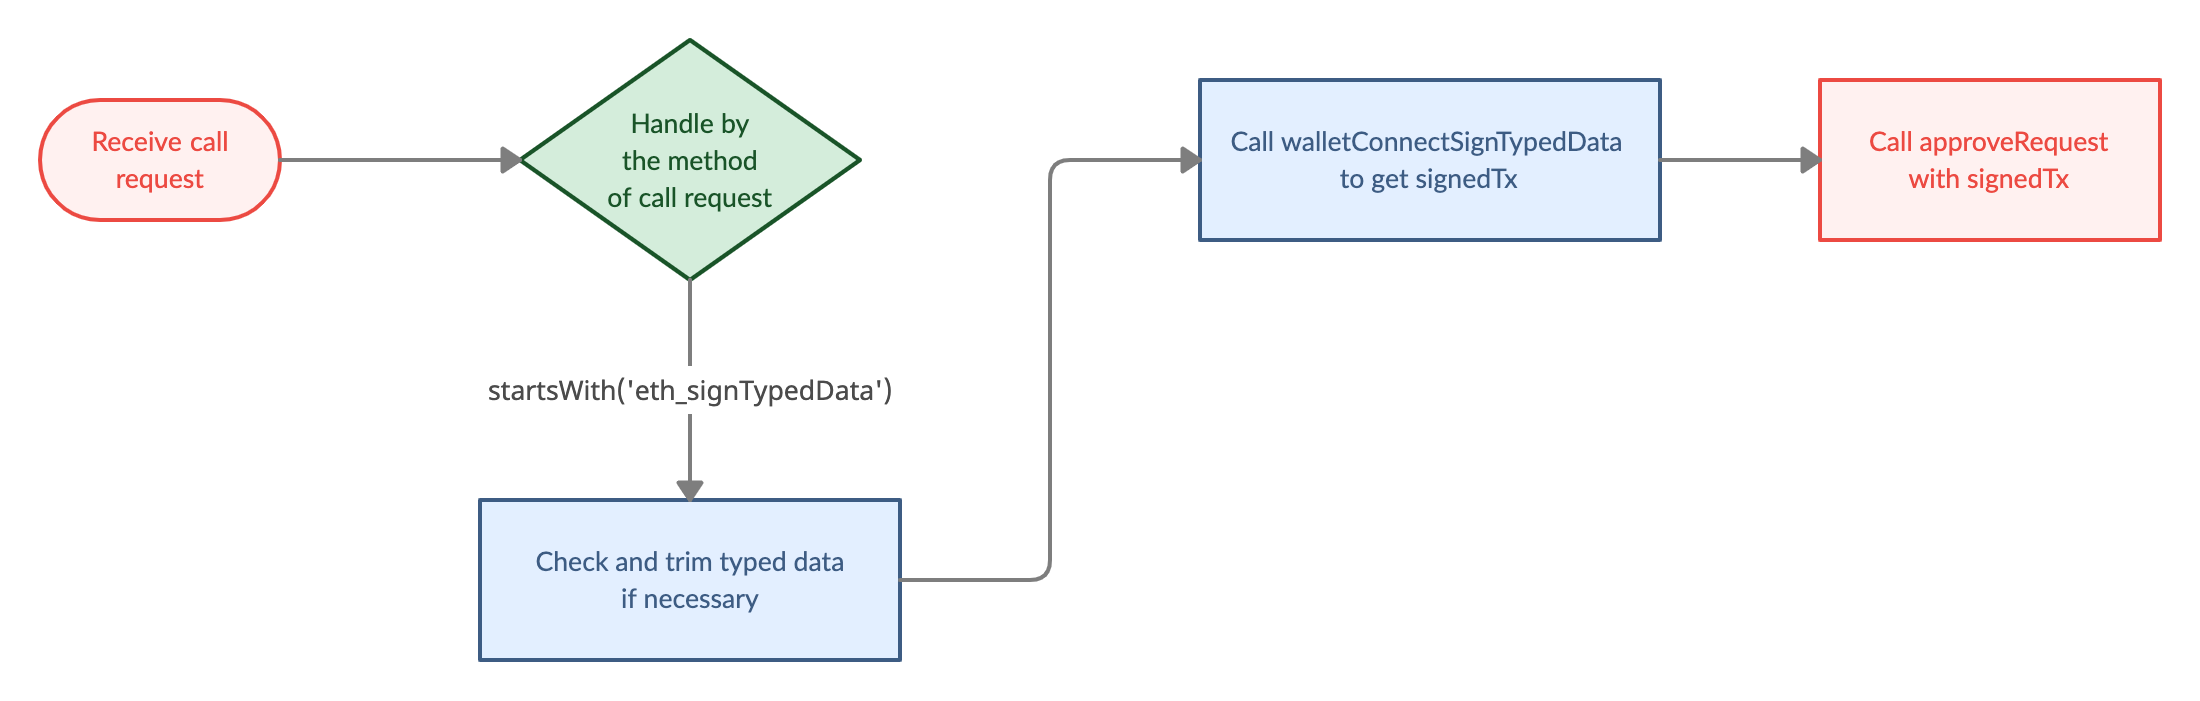 Receive call
request
Handle by
the method
of call request
startsWith('eth_signTypedData')
Check and trim typed data
if necessary
Call walletConnectSignTypedData
to get signedTx
Call approveRequest
with signedTx